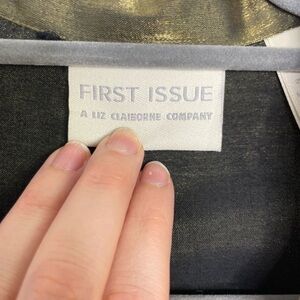 FIRST ISSUE
A LIZ CLAIBORNE COMPANY